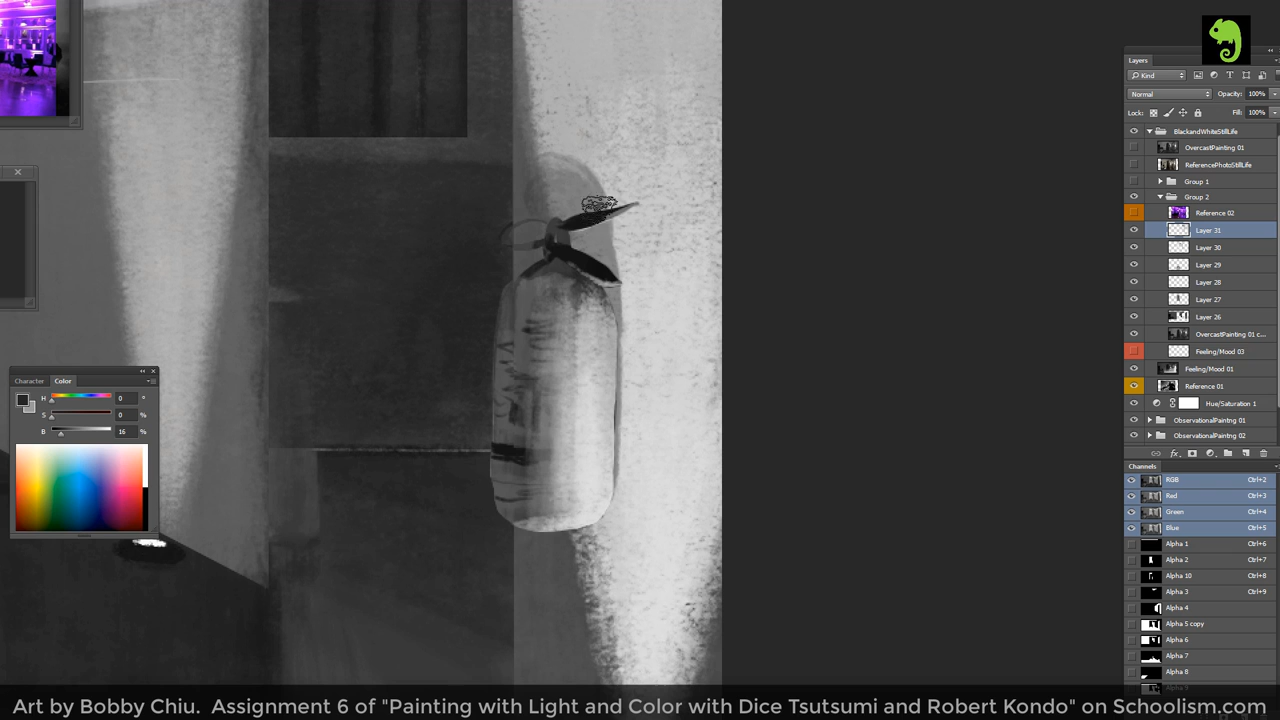 Layers
Kind
Normal
Opacity: 100%
Lock:
Fill: 100%
BlackandWhiteStillLife
OvercastPainting 01
ReferencePhotoStillLife
Group 1
Group 2
Reference 02
Layer 31
Layer 30
Layer 29
Layer 28
Layer 27
Layer 26
OvercastPainting 01 c...
Feeling/Mood 03
Feeling/Mood 01
Reference 01
Hue/Saturation 1
ObservationalPaintng 01
ObservationalPaintng 02
Channels
RGB Ctrl+2
Red Ctrl+3
Green Ctrl+4
Blue Ctrl+5
Alpha 1 Ctrl+6
Alpha 2 Ctrl+7
Alpha 10 Ctrl+8
Alpha 3 Ctrl+9
Alpha 4
Alpha 5 copy
Alpha 6
Alpha 7
Alpha 8
Alpha 9
Character Color
H 0 °
S 0 %
B 16 %
Art by Bobby Chiu. Assignment 6 of "Painting with Light and Color with Dice Tsutsumi and Robert Kondo" on Schoolism.com